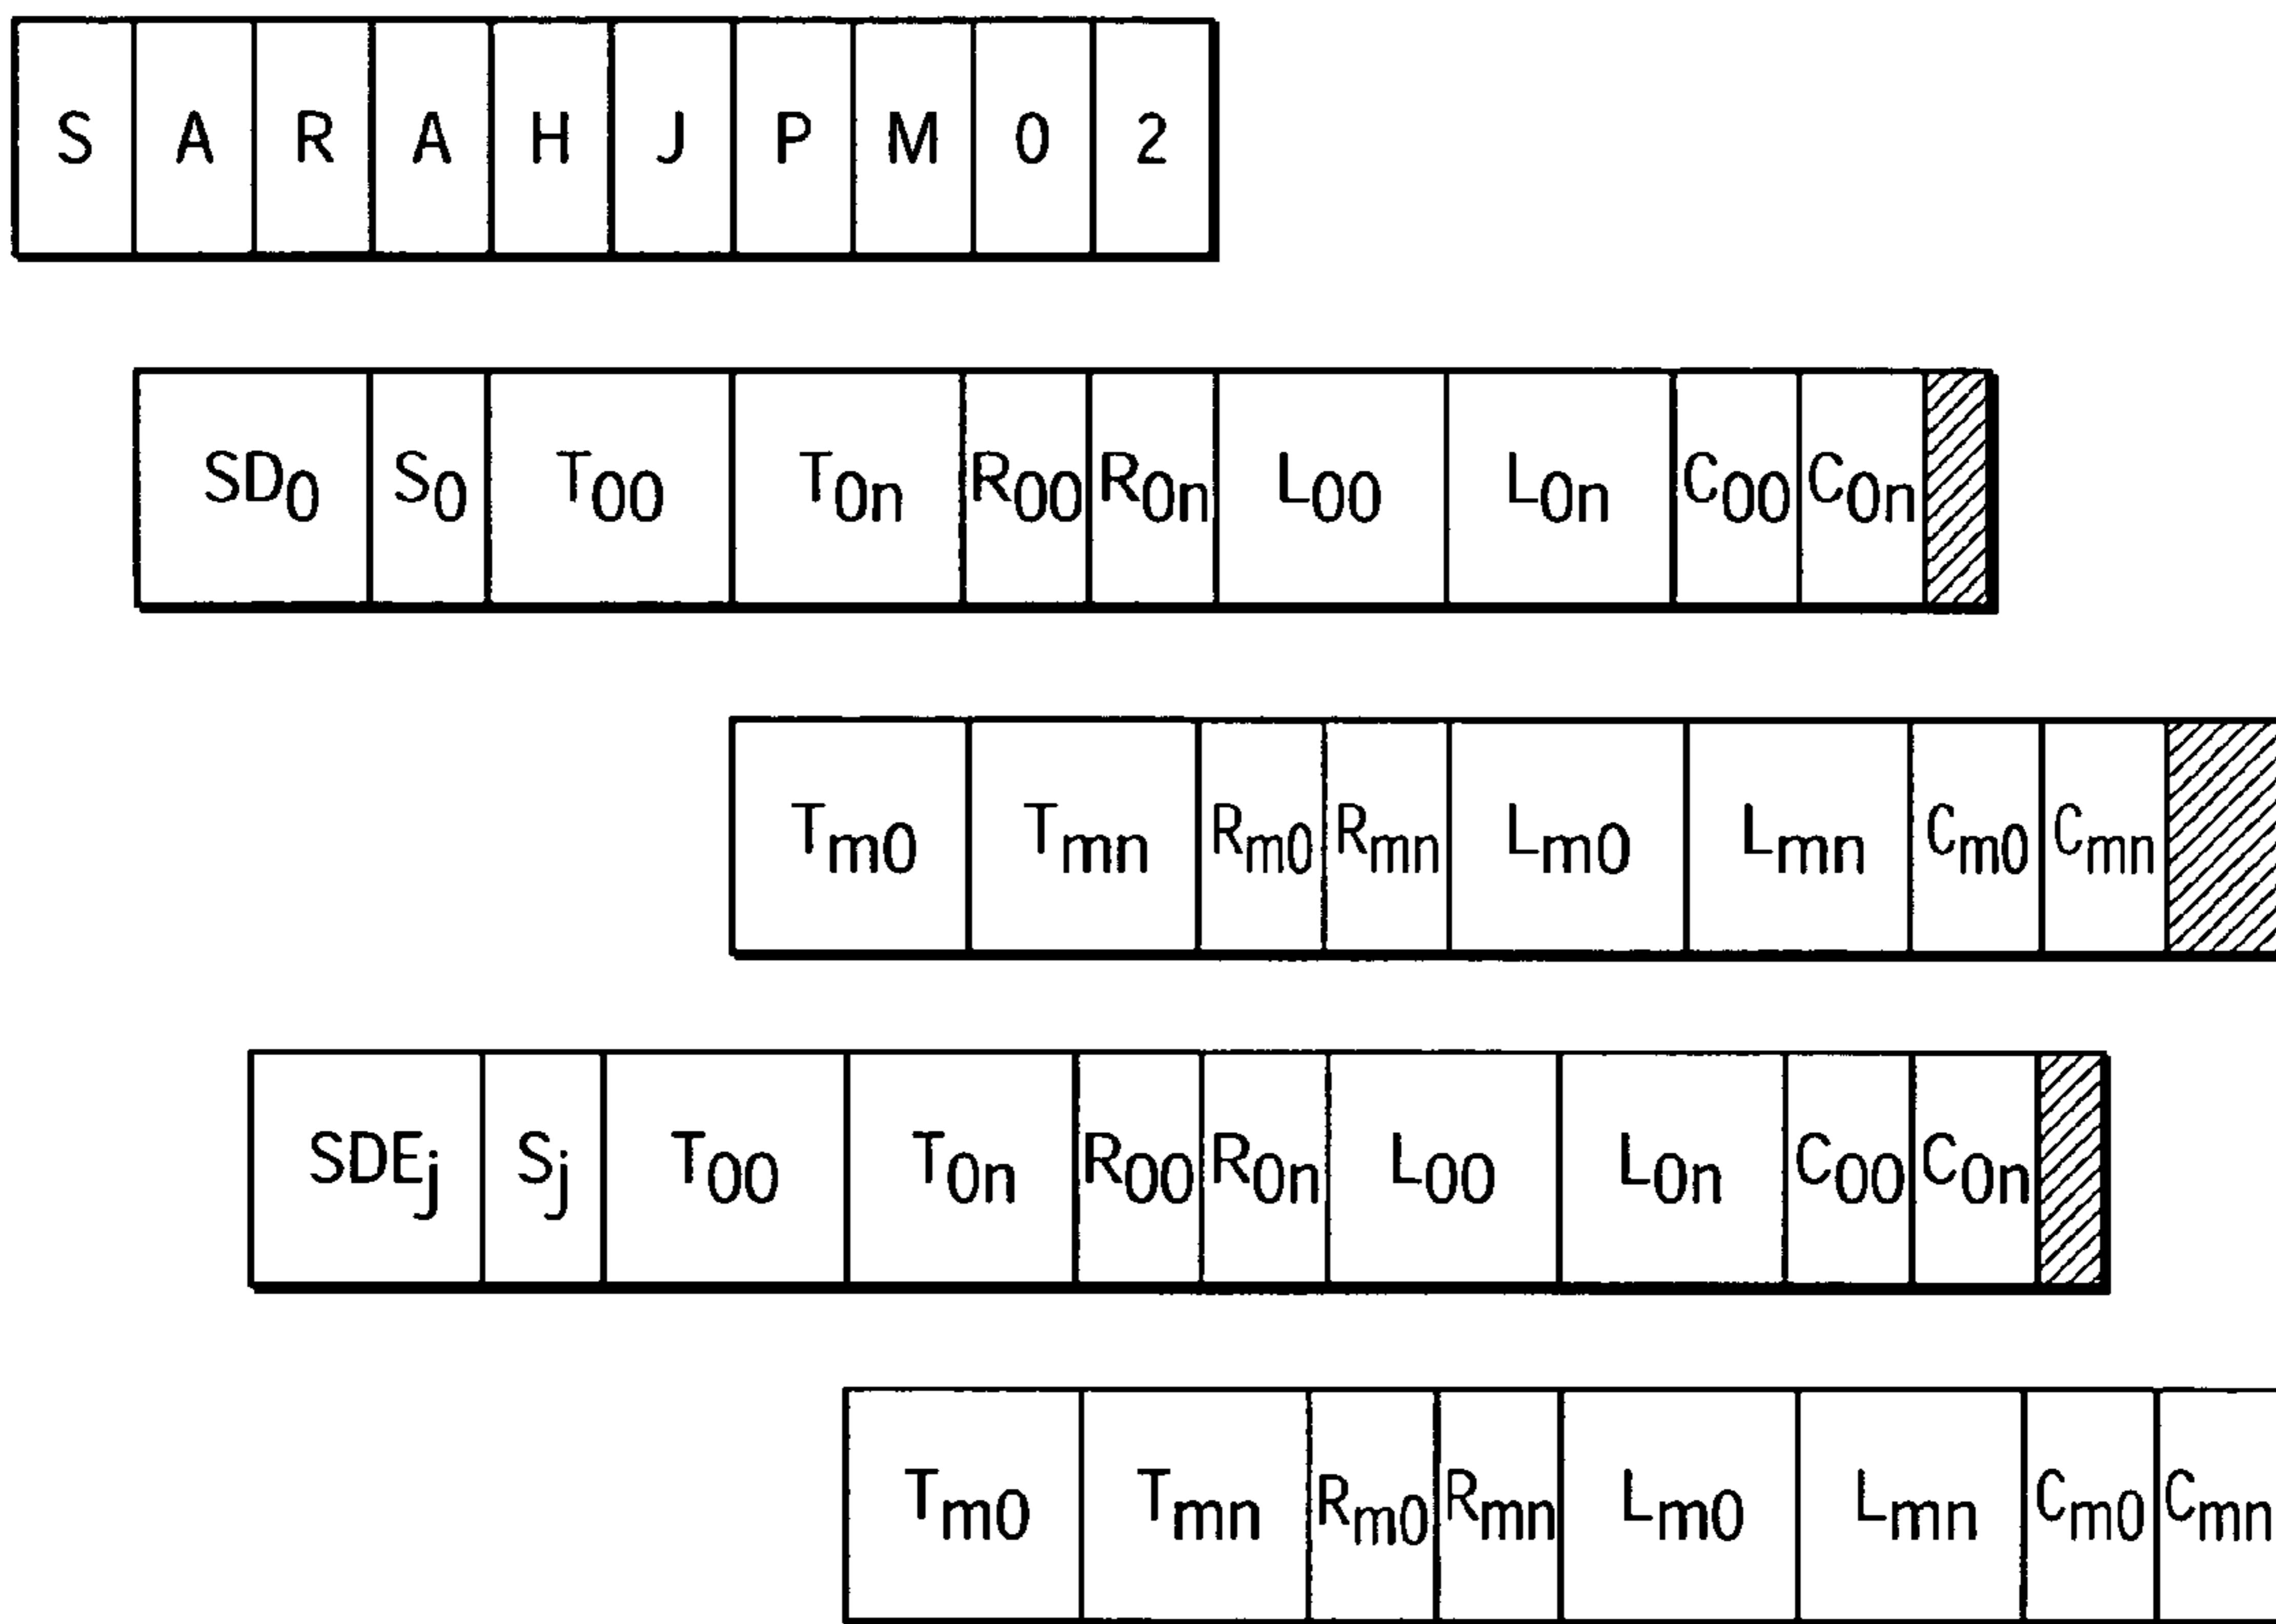 S A R A H J P M 0 2
SD₀ S₀ T₀₀ T₀ₙ R₀₀ R₀ₙ L₀₀ L₀ₙ C₀₀ C₀ₙ
Tₘ₀ Tₘₙ Rₘ₀ Rₘₙ Lₘ₀ Lₘₙ Cₘ₀ Cₘₙ
SDEⱼ Sⱼ T₀₀ T₀ₙ R₀₀ R₀ₙ L₀₀ L₀ₙ C₀₀ C₀ₙ
Tₘ₀ Tₘₙ Rₘ₀ Rₘₙ Lₘ₀ Lₘₙ Cₘ₀ Cₘₙ